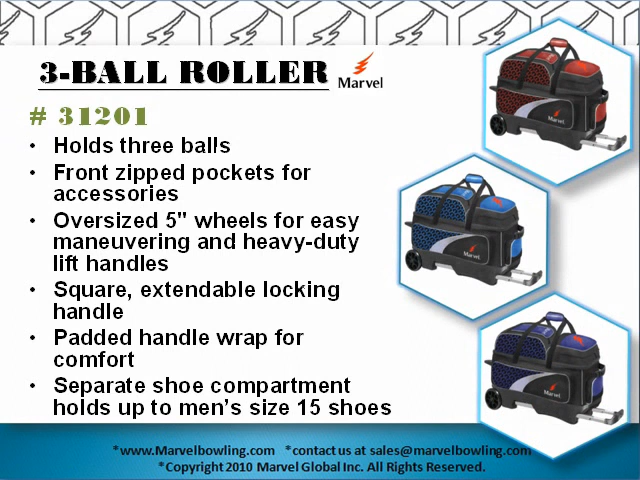 3-BALL ROLLER
Marvel
# 31201
• Holds three balls
• Front zipped pockets for
accessories
• Oversized 5" wheels for easy
maneuvering and heavy-duty
lift handles
• Square, extendable locking
handle
• Padded handle wrap for
comfort
• Separate shoe compartment
holds up to men’s size 15 shoes
Marvel
Marvel
Marvel
*www.Marvelbowling.com *contact us at sales@marvelbowling.com
*Copyright 2010 Marvel Global Inc. All Rights Reserved.